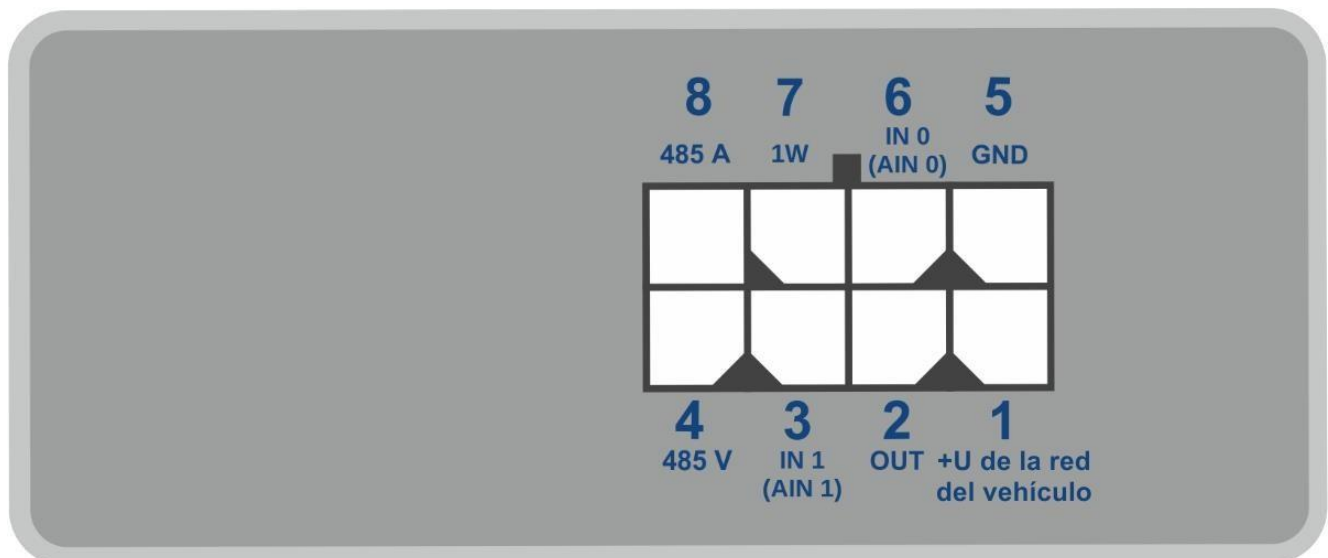 8 7 6 5
485 A 1W IN 0 GND
(AIN 0)
4 3 2 1
485 V IN 1 OUT +U de la red
(AIN 1) del vehículo